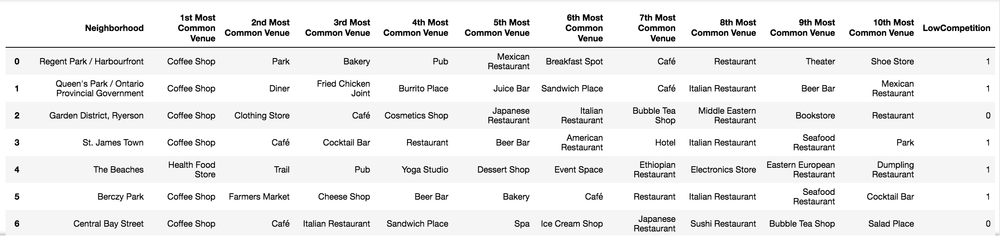 Neighborhood 1st Most Common Venue 2nd Most Common Venue 3rd Most Common Venue 4th Most Common Venue 5th Most Common Venue 6th Most Common Venue 7th Most Common Venue 8th Most Common Venue 9th Most Common Venue 10th Most Common Venue LowCompetition
0 Regent Park / Harbourfront Coffee Shop Park Bakery Pub Mexican Restaurant Breakfast Spot Café Restaurant Theater Shoe Store 1
1 Queen's Park / Ontario Provincial Government Coffee Shop Diner Fried Chicken Joint Burrito Place Juice Bar Sandwich Place Café Italian Restaurant Beer Bar Mexican Restaurant 1
2 Garden District, Ryerson Coffee Shop Clothing Store Café Cosmetics Shop Japanese Restaurant Italian Restaurant Bubble Tea Shop Middle Eastern Restaurant Bookstore Restaurant 0
3 St. James Town Coffee Shop Café Cocktail Bar Restaurant Beer Bar American Restaurant Hotel Italian Restaurant Seafood Restaurant Park 1
4 The Beaches Health Food Store Trail Pub Yoga Studio Dessert Shop Event Space Ethiopian Restaurant Electronics Store Eastern European Restaurant Dumpling Restaurant 1
5 Berczy Park Coffee Shop Farmers Market Cheese Shop Beer Bar Bakery Café Restaurant Italian Restaurant Seafood Restaurant Cocktail Bar 1
6 Central Bay Street Coffee Shop Café Italian Restaurant Sandwich Place Spa Ice Cream Shop Japanese Restaurant Sushi Restaurant Bubble Tea Shop Salad Place 0